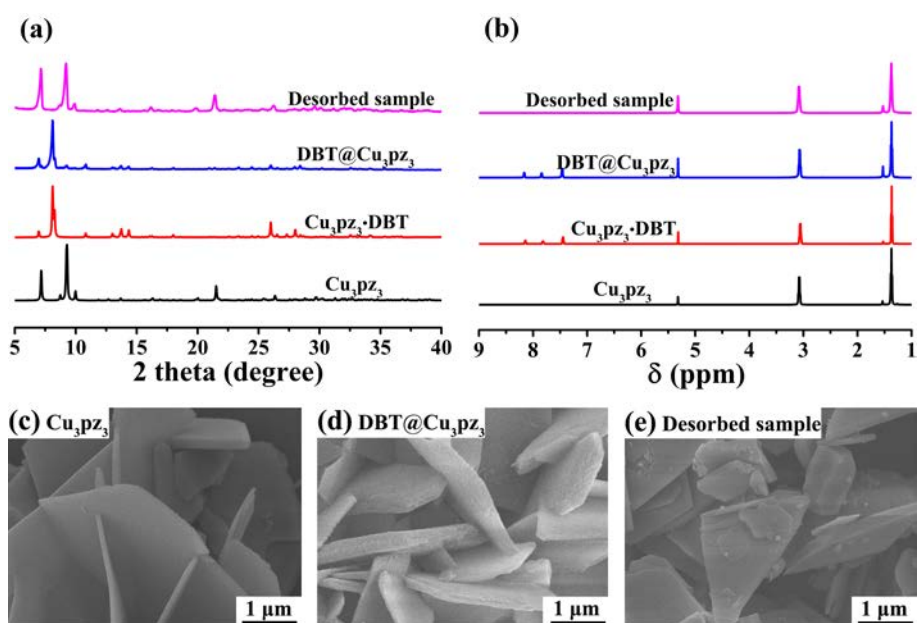 (a)
Desorbed sample
DBT@Cu₃pz₃
Cu₃pz₃·DBT
Cu₃pz₃
5 10 15 20 25 30 35 40
2 theta (degree)
(b)
Desorbed sample
DBT@Cu₃pz₃
Cu₃pz₃·DBT
Cu₃pz₃
9 8 7 6 5 4 3 2 1
δ (ppm)
(c) Cu₃pz₃
1 μm
(d) DBT@Cu₃pz₃
1 μm
(e) Desorbed sample
1 μm